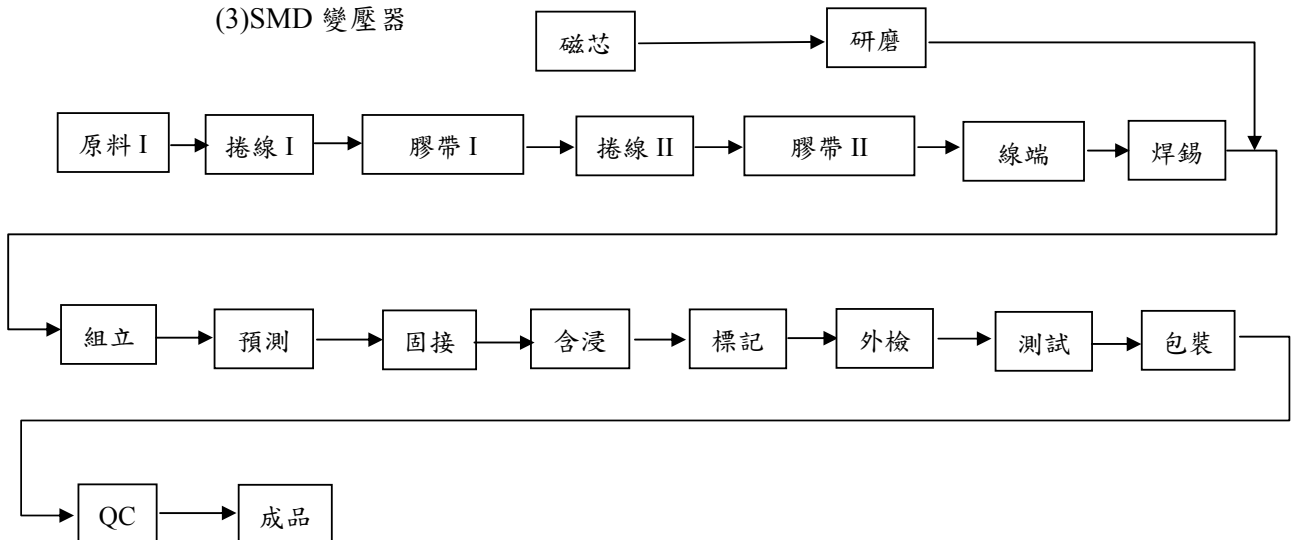 (3)SMD 變壓器
磁芯 研磨
原料 I 捲線 I 膠帶 I 捲線 II 膠帶 II 線端 焊錫
組立 預測 固接 含浸 標記 外檢 測試 包裝
QC 成品